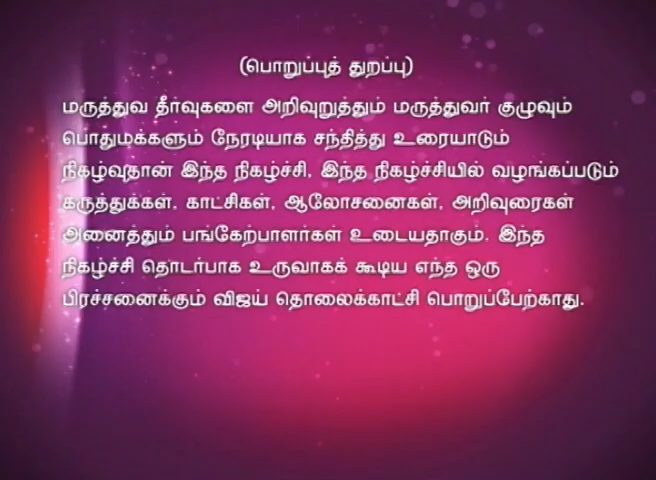 (பொறுப்புத் துறப்பு)
மருத்துவ தீர்வுகளை அறிவுறுத்தும் மருத்துவர் குழுவும்
பொதுமக்களும் நேரடியாக சந்தித்து உரையாடும்
நிகழ்வுதான் இந்த நிகழ்ச்சி, இந்த நிகழ்ச்சியில் வழங்கப்படும்
கருத்துக்கள், காட்சிகள், ஆலோசனைகள், அறிவுரைகள்
அனைத்தும் பங்கேற்பாளர்கள் உடையதாகும். இந்த
நிகழ்ச்சி தொடர்பாக உருவாகக் கூடிய எந்த ஒரு
பிரச்சனைக்கும் விஜய் தொலைக்காட்சி பொறுப்பேற்காது.